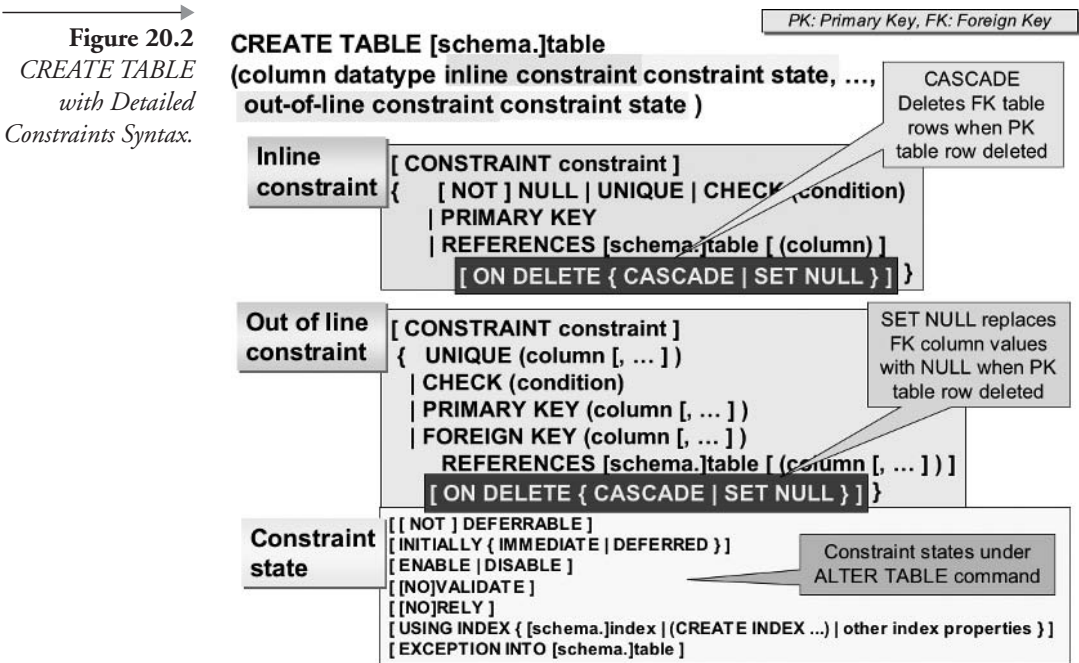 Figure 20.2
CREATE TABLE
with Detailed
Constraints Syntax.
PK: Primary Key, FK: Foreign Key
CREATE TABLE [schema.]table
(column datatype inline constraint constraint state, …,
out-of-line constraint constraint state )
CASCADE
Deletes FK table
rows when PK
table row deleted
Inline
constraint
[ CONSTRAINT constraint ]
{ [ NOT ] NULL | UNIQUE | CHECK (condition)
| PRIMARY KEY
| REFERENCES [schema.]table [ (column) ]
[ ON DELETE { CASCADE | SET NULL } ] }
Out of line
constraint
[ CONSTRAINT constraint ]
{ UNIQUE (column [, … ] )
| CHECK (condition)
| PRIMARY KEY (column [, … ] )
| FOREIGN KEY (column [, … ] )
REFERENCES [schema.]table [ (column [, … ] ) ]
[ ON DELETE { CASCADE | SET NULL } ] }
SET NULL replaces
FK column values
with NULL when PK
table row deleted
Constraint
state
[ [ NOT ] DEFERRABLE ]
[ INITIALLY { IMMEDIATE | DEFERRED } ]
[ ENABLE | DISABLE ]
[ [NO]VALIDATE ]
[ [NO]RELY ]
[ USING INDEX { [schema.]index | (CREATE INDEX ...) | other index properties } ]
[ EXCEPTION INTO [schema.]table ]
Constraint states under
ALTER TABLE command